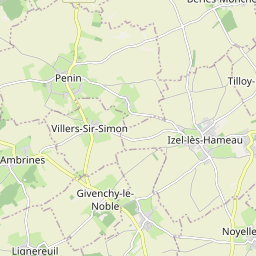 Penin
Tilloy-
Villers-Sir-Simon
Izel-lès-Hameau
Ambrines
Givenchy-le-
Noble
Noyelle
Lignereuil